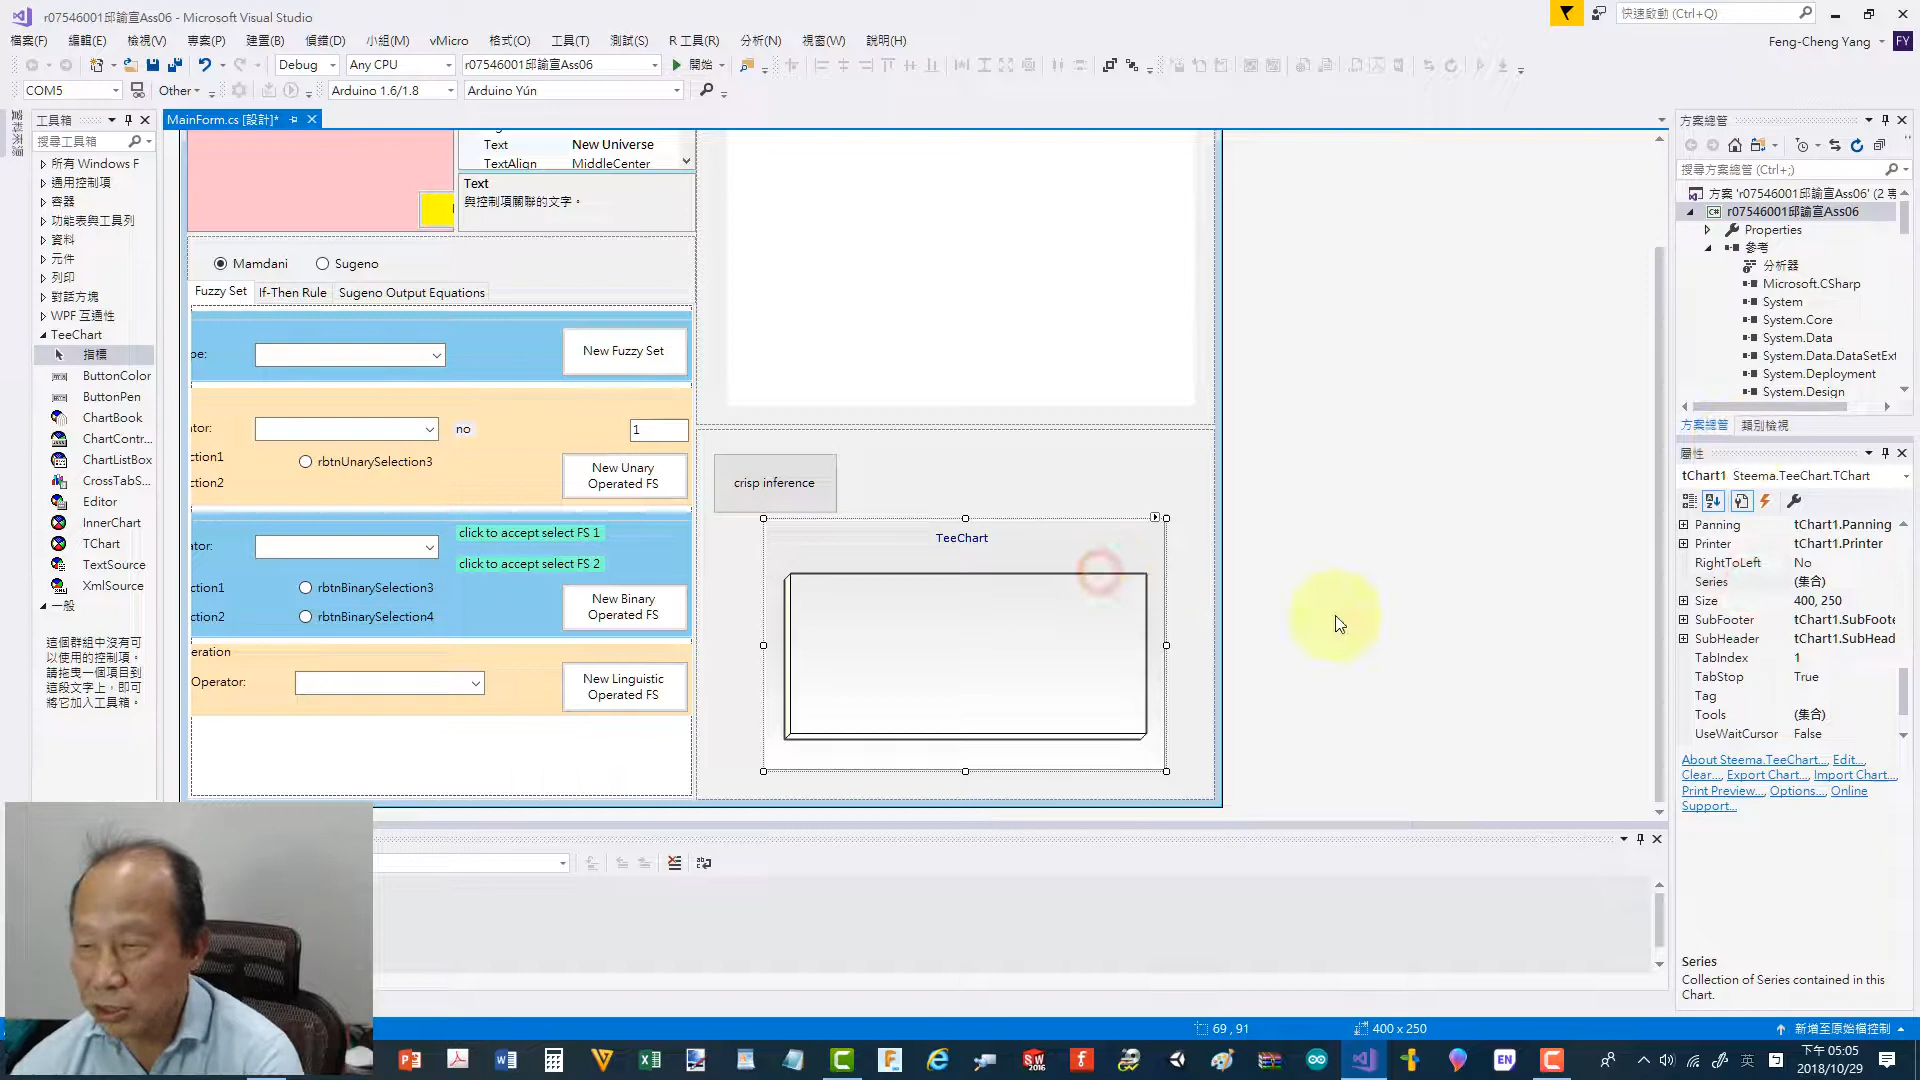 r07546001邱諭宣Ass06 - Microsoft Visual Studio
快速啟動 (Ctrl+Q)
檔案(F) 編輯(E) 檢視(V) 專案(P) 建置(B) 偵錯(D) 小組(M) vMicro 格式(O) 工具(T) 測試(S) R 工具(R) 分析(N) 視窗(W) 說明(H)
Feng-Cheng Yang FY
Debug Any CPU r07546001邱諭宣Ass06 開始
COM5 Other Arduino 1.6/1.8 Arduino Yún
工具箱
搜尋工具箱
所有 Windows F
通用控制項
容器
功能表與工具列
資料
元件
列印
對話方塊
WPF 互通性
TeeChart
指標
ButtonColor
ButtonPen
ChartBook
ChartContr...
ChartListBox
CrossTabS...
Editor
InnerChart
TChart
TextSource
XmlSource
一般
這個群組中沒有可
以使用的控制項。
請拖曳一個項目到
這段文字上，即可
將它加入工具箱。
MainForm.cs [設計]*
Text New Universe
TextAlign MiddleCenter
Text
與控制項關聯的文字。
Mamdani Sugeno
Fuzzy Set If-Then Rule Sugeno Output Equations
pe:
New Fuzzy Set
ator: no 1
ction1 rbtnUnarySelection3
ction2
New Unary
Operated FS
ator:
click to accept select FS 1
click to accept select FS 2
ction1 rbtnBinarySelection3
ction2 rbtnBinarySelection4
New Binary
Operated FS
eration
Operator:
New Linguistic
Operated FS
crisp inference
TeeChart
方案總管
搜尋方案總管 (Ctrl+;)
方案 'r07546001邱諭宣Ass06' (2 專
r07546001邱諭宣Ass06
Properties
參考
分析器
Microsoft.CSharp
System
System.Core
System.Data
System.Data.DataSetExt
System.Deployment
System.Design
方案總管 類別檢視
屬性
tChart1 Steema.TeeChart.TChart
Panning tChart1.Panning
Printer tChart1.Printer
RightToLeft No
Series (集合)
Size 400, 250
SubFooter tChart1.SubFoote
SubHeader tChart1.SubHead
TabIndex 1
TabStop True
Tag
Tools (集合)
UseWaitCursor False
About Steema.TeeChart..., Edit...,
Clear..., Export Chart..., Import Chart...,
Print Preview..., Options..., Online
Support...
Series
Collection of Series contained in this
Chart.
69 , 91 400 x 250 新增至原始檔控制
SW
2016
EN
英
下午 05:05
2018/10/29